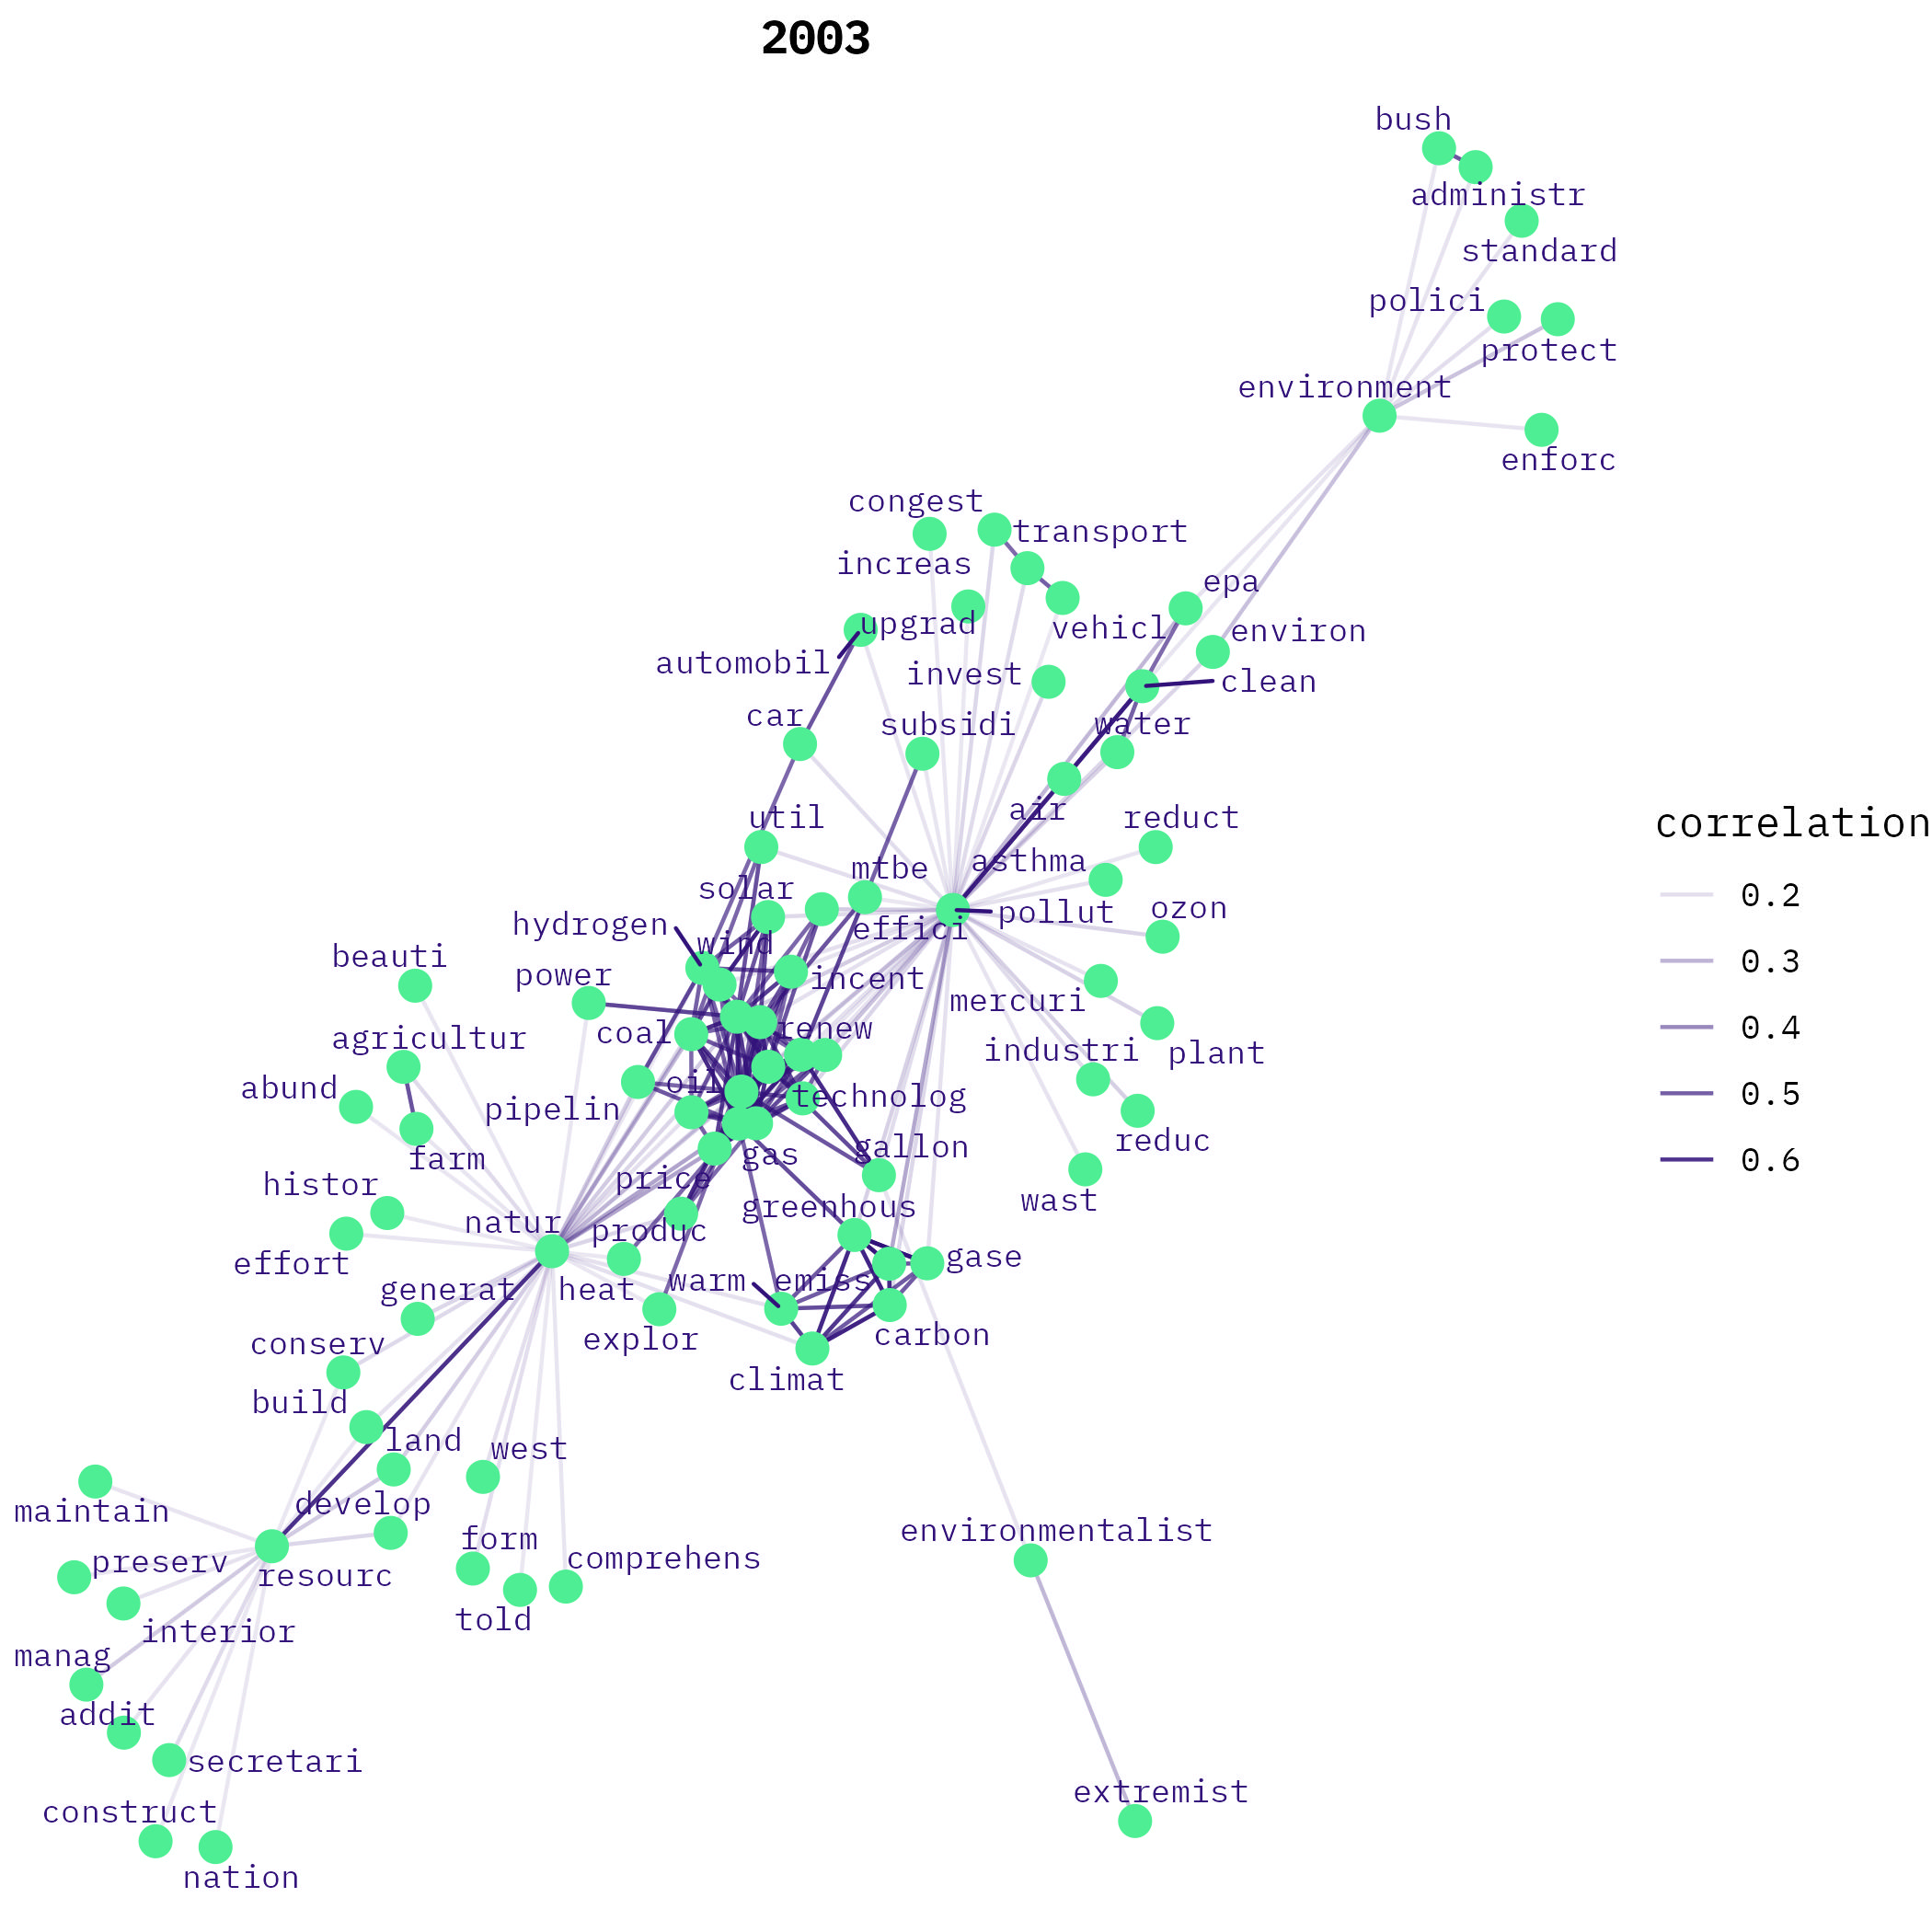 2003
bush
administr
standard
polici
protect
environment
enforc
congest
transport
increas
epa
upgrad
vehicl
environ
automobil
invest
clean
car
subsidi
water
util
air
reduct
mtbe
asthma
solar
pollut
ozon
hydrogen
wind
effici
beauti
power
incent
mercuri
agricultur
coal
renew
industri
plant
abund
oil
technolog
pipelin
farm
gas
gallon
reduc
histor
price
greenhous
wast
natur
produc
effort
generat
heat
warm
emiss
gase
conserv
explor
carbon
climat
build
land
west
maintain
develop
form
environmentalist
preserv
resourc
comprehens
interior
told
manag
addit
secretari
extremist
construct
nation
correlation
0.2
0.3
0.4
0.5
0.6